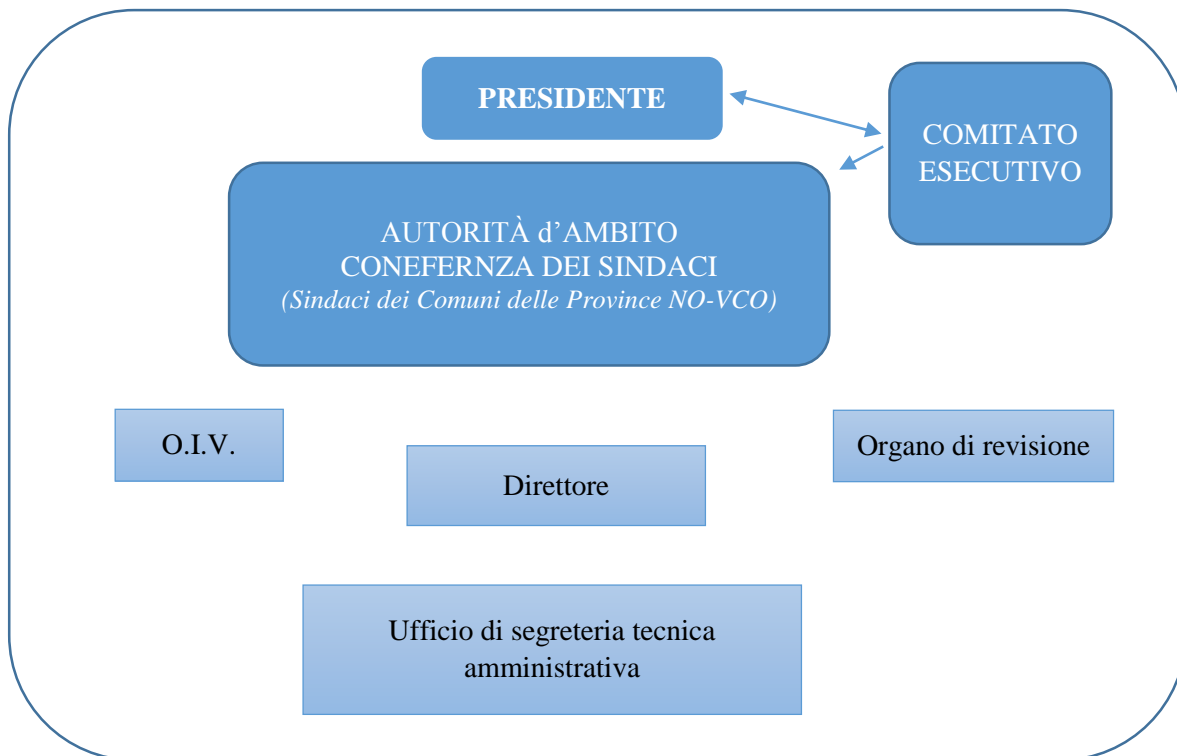 PRESIDENTE
COMITATO
ESECUTIVO
AUTORITÀ d’AMBITO
CONEFERNZA DEI SINDACI
(Sindaci dei Comuni delle Province NO-VCO)
O.I.V.
Organo di revisione
Direttore
Ufficio di segreteria tecnica
amministrativa